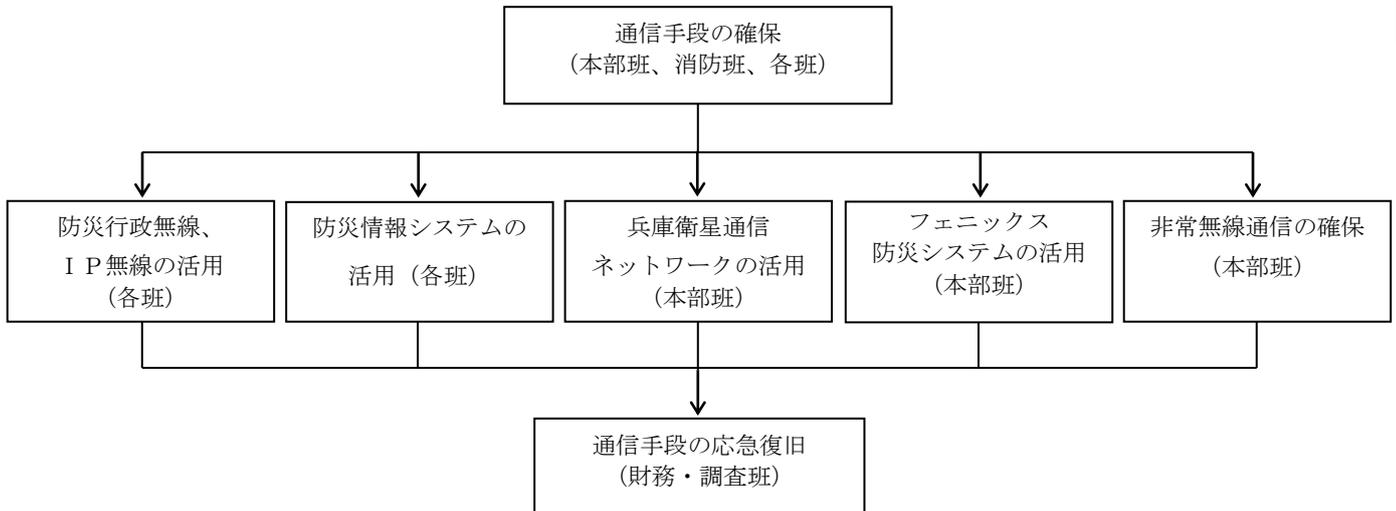 通信手段の確保
（本部班、消防班、各班）
防災行政無線、
ＩＰ無線の活用
（各班）
防災情報システムの
活用（各班）
兵庫衛星通信
ネットワークの活用
（本部班）
フェニックス
防災システムの活用
（本部班）
非常無線通信の確保
（本部班）
通信手段の応急復旧
（財務・調査班）